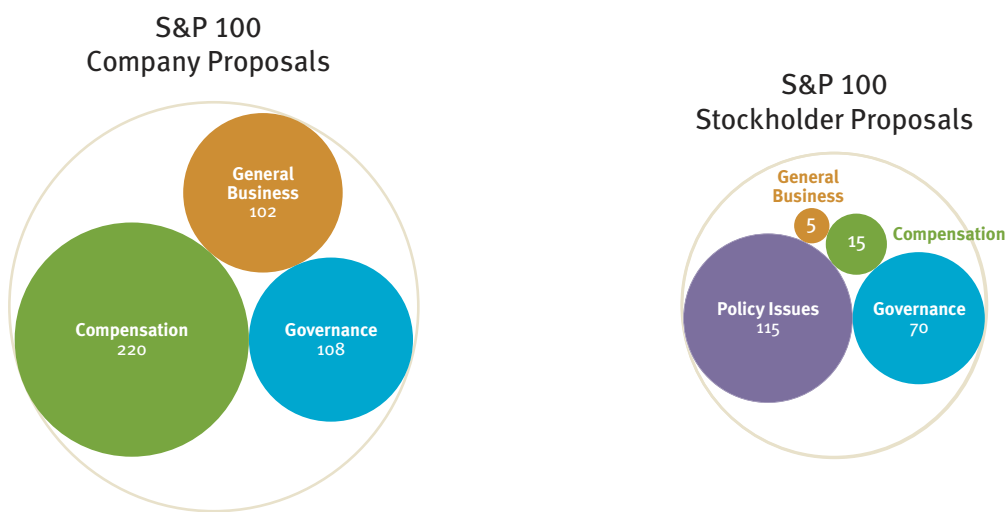 S&P 100
Company Proposals
General
Business
102
Compensation
220
Governance
108
S&P 100
Stockholder Proposals
General
Business
5
15
Compensation
Policy Issues
115
Governance
70